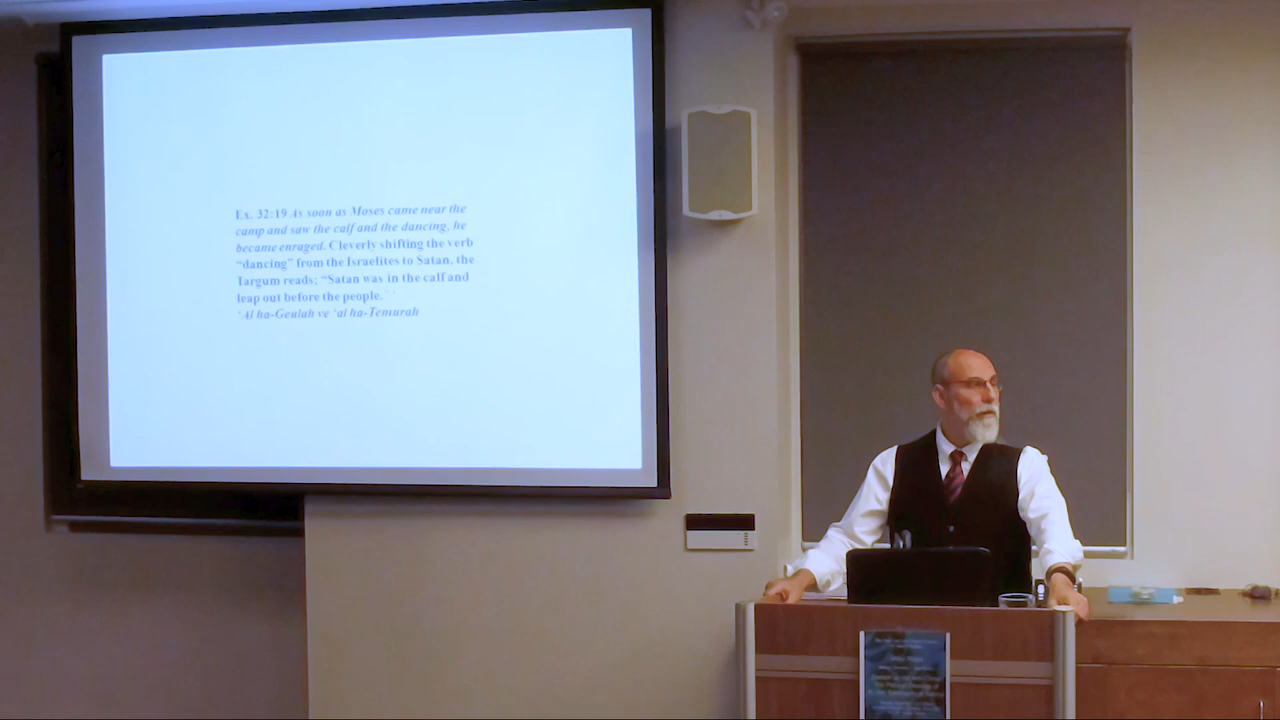 Ex. 32:19 As soon as Moses came near the
camp and saw the calf and the dancing, he
became enraged. Cleverly shifting the verb
“dancing” from the Israelites to Satan, the
Targum reads; “Satan was in the calf and
leap out before the people.”
‘Al ha-Geulah ve ‘al ha-Temurah